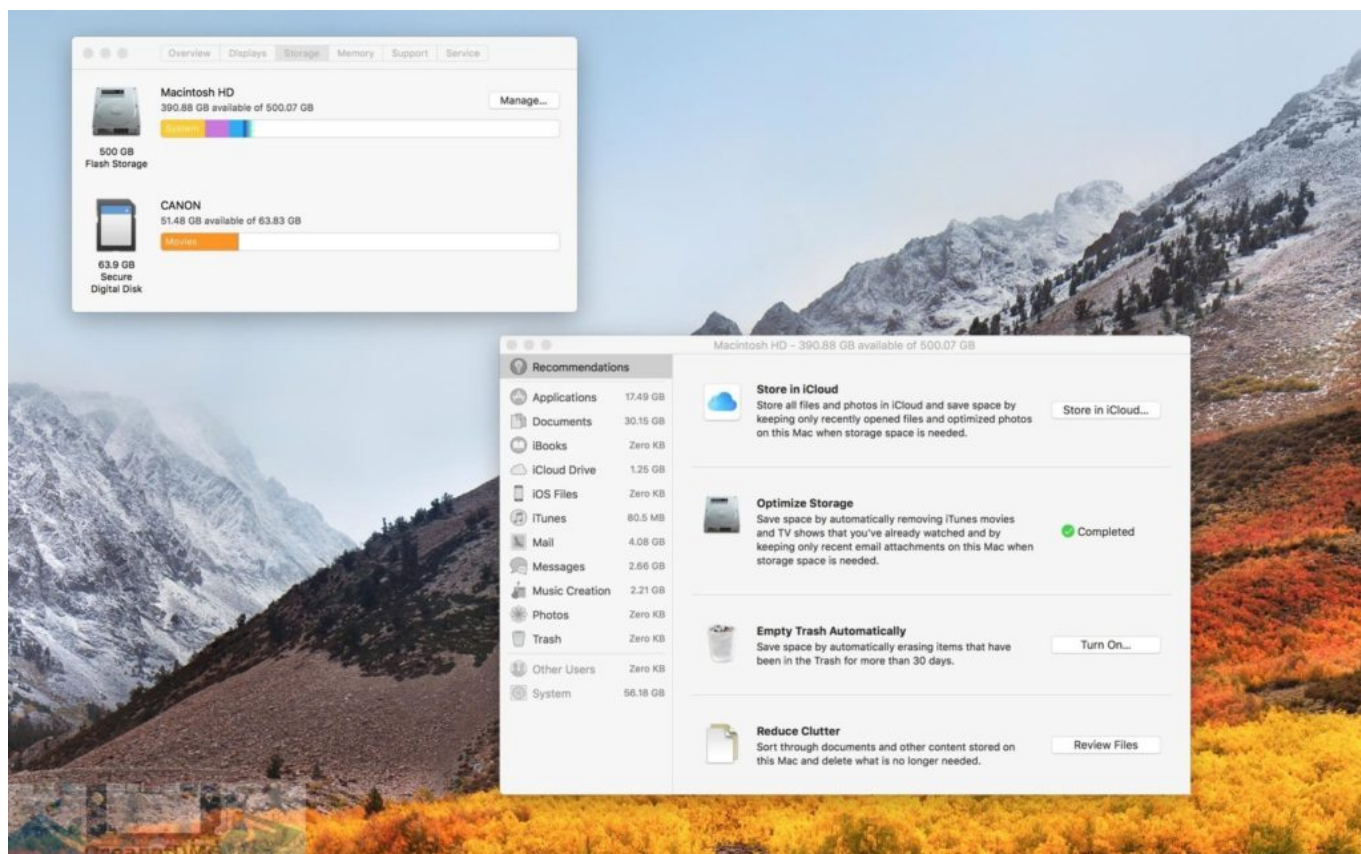 Overview Displays Storage Memory Support Service
Macintosh HD
390.88 GB available of 500.07 GB
Manage...
System
500 GB
Flash Storage
CANON
51.48 GB available of 63.83 GB
Movies
63.9 GB
Secure
Digital Disk
Macintosh HD - 390.88 GB available of 500.07 GB
Recommendations
Applications 17.49 GB
Documents 30.15 GB
iBooks Zero KB
iCloud Drive 1.25 GB
iOS Files Zero KB
iTunes 80.5 MB
Mail 4.08 GB
Messages 2.66 GB
Music Creation 2.21 GB
Photos Zero KB
Trash Zero KB
Other Users Zero KB
System 56.18 GB
Store in iCloud
Store all files and photos in iCloud and save space by
keeping only recently opened files and optimized photos
on this Mac when storage space is needed.
Store in iCloud...
Optimize Storage
Save space by automatically removing iTunes movies
and TV shows that you've already watched and by
keeping only recent email attachments on this Mac when
storage space is needed.
Completed
Empty Trash Automatically
Save space by automatically erasing items that have
been in the Trash for more than 30 days.
Turn On...
Reduce Clutter
Sort through documents and other content stored on
this Mac and delete what is no longer needed.
Review Files